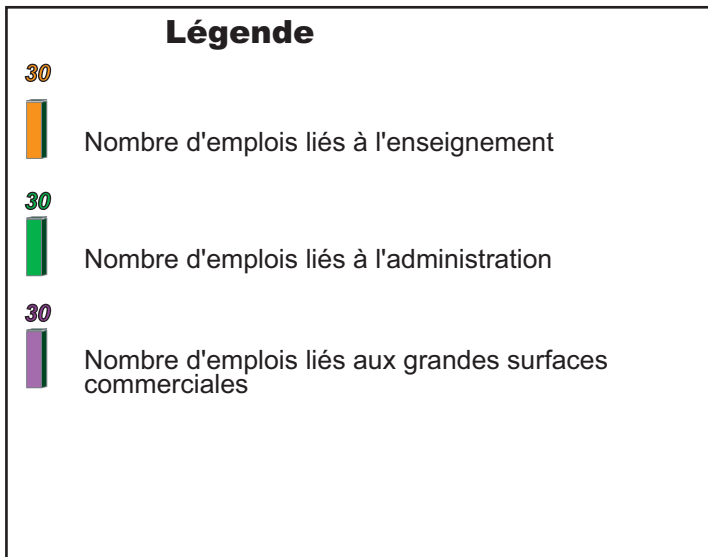 Légende
30
Nombre d'emplois liés à l'enseignement
30
Nombre d'emplois liés à l'administration
30
Nombre d'emplois liés aux grandes surfaces
commerciales